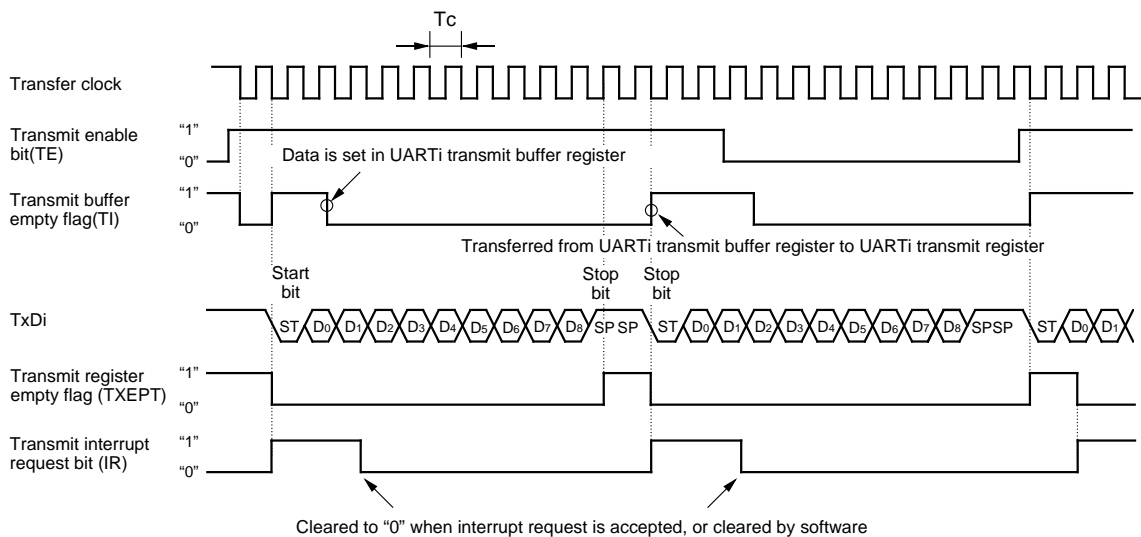 Tc
Transfer clock
Transmit enable
bit(TE)
“1”
“0”
Data is set in UARTi transmit buffer register
Transmit buffer
empty flag(TI)
“1”
“0”
Transferred from UARTi transmit buffer register to UARTi transmit register
Start
bit
Stop
bit
Stop
bit
TxDi
ST D0 D1 D2 D3 D4 D5 D6 D7 D8 SP SP ST D0 D1 D2 D3 D4 D5 D6 D7 D8 SPSP ST D0 D1
Transmit register
empty flag (TXEPT)
“1”
“0”
Transmit interrupt
request bit (IR)
“1”
“0”
Cleared to “0” when interrupt request is accepted, or cleared by software